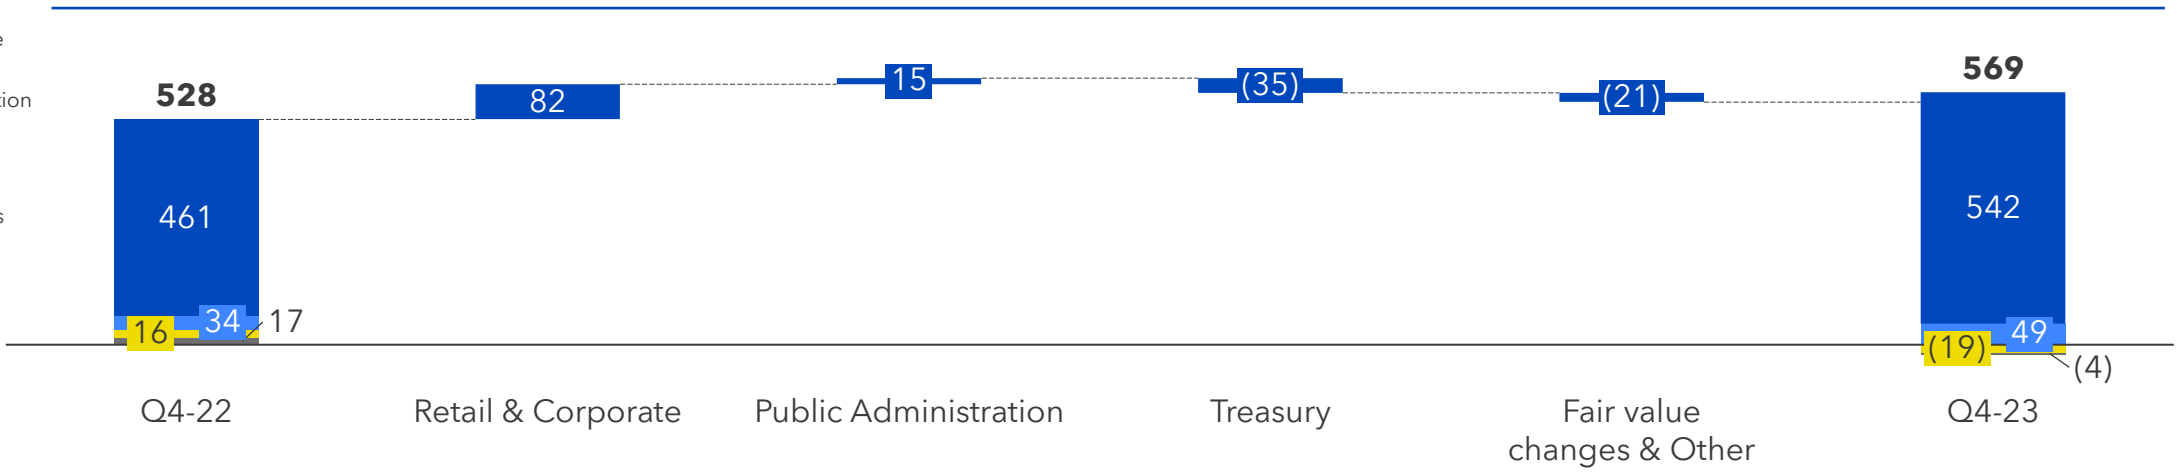 528
82
15
(35)
(21)
569
461
542
34
17
16
49
(19)
(4)
Q4-22
Retail & Corporate
Public Administration
Treasury
Fair value
changes & Other
Q4-23